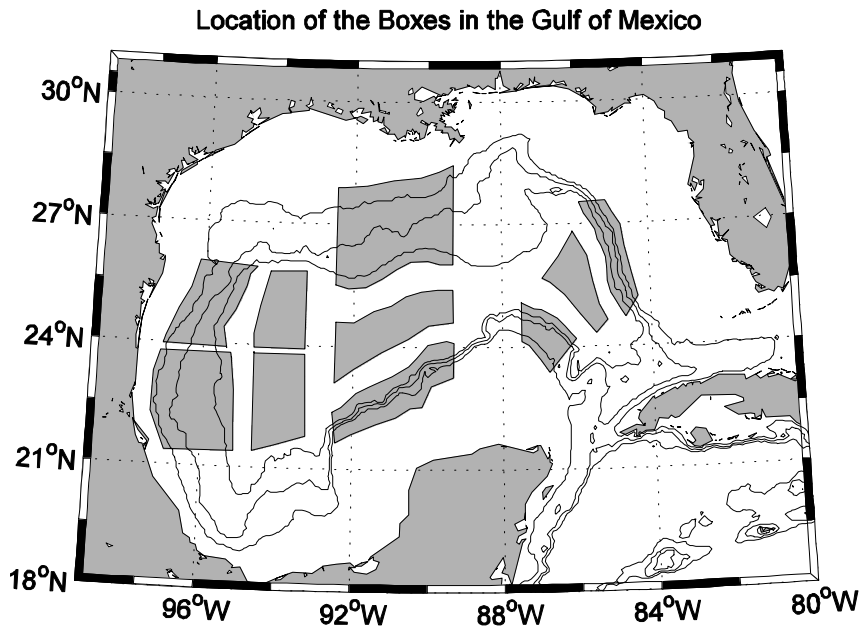 Location of the Boxes in the Gulf of Mexico
30°N
27°N
24°N
21°N
18°N
96°W
92°W
88°W
84°W
80°W